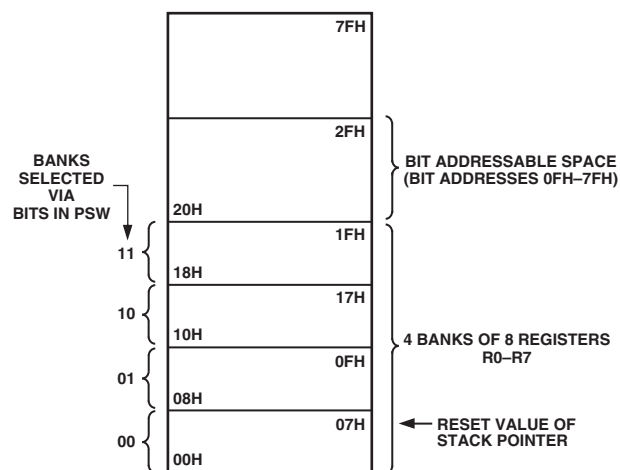 7FH
2FH
BANKS
SELECTED
VIA
BITS IN PSW
BIT ADDRESSABLE SPACE
(BIT ADDRESSES 0FH–7FH)
20H
1FH
11
18H
17H
10
10H
4 BANKS OF 8 REGISTERS
R0–R7
0FH
01
08H
07H
RESET VALUE OF
STACK POINTER
00
00H